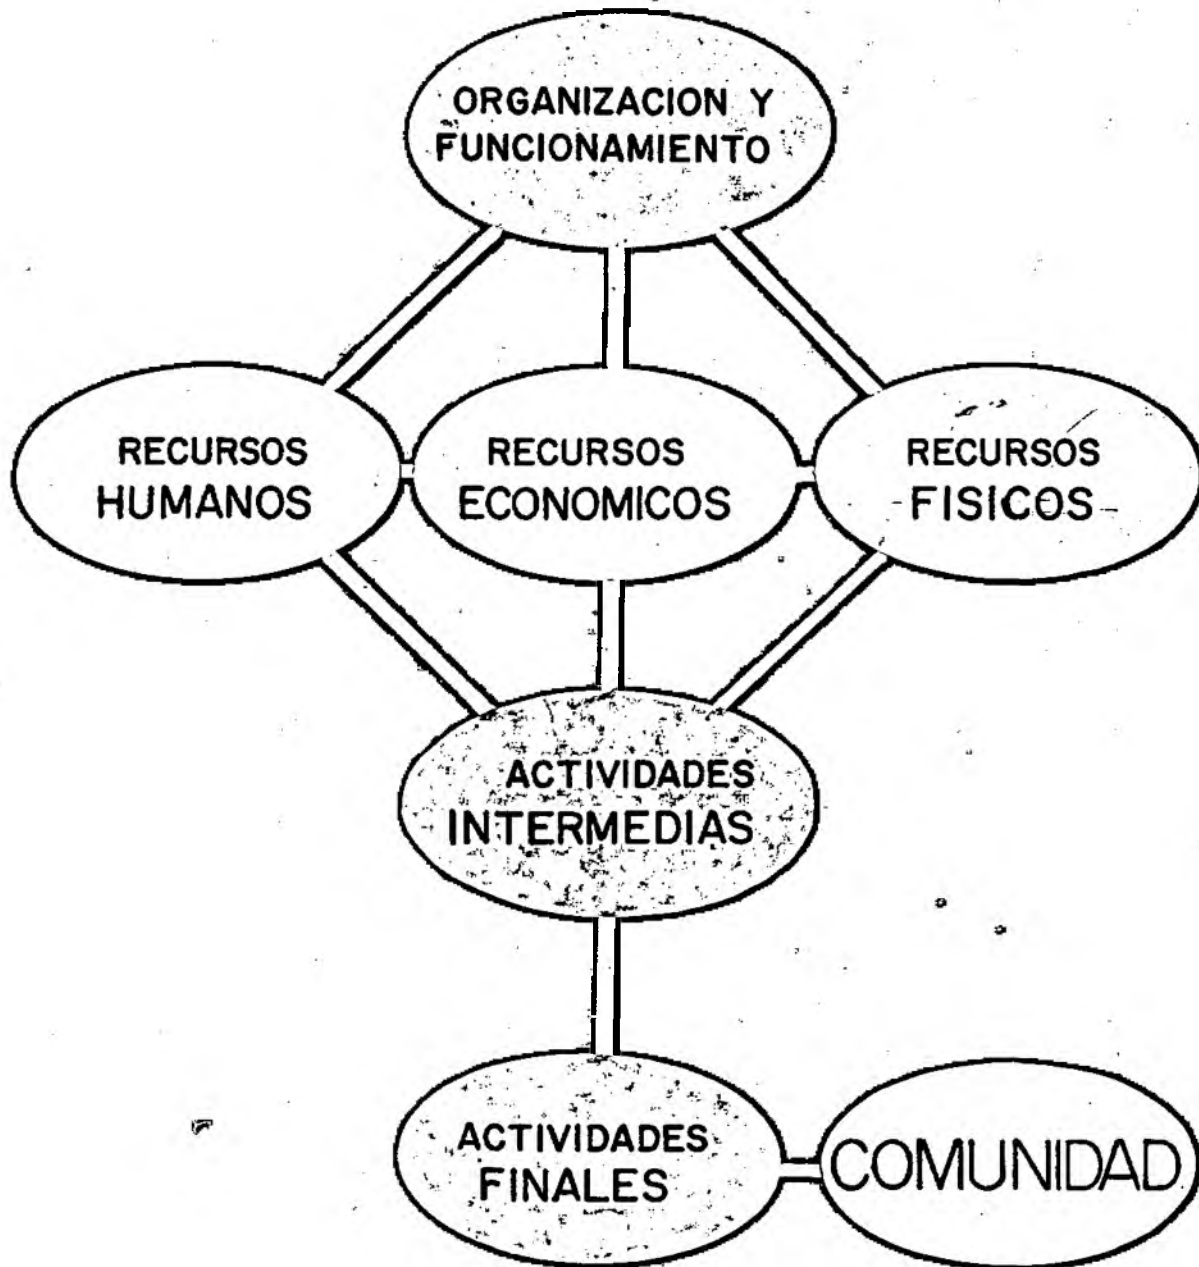 ORGANIZACION Y
FUNCIONAMIENTO
RECURSOS
HUMANOS
RECURSOS
ECONOMICOS
RECURSOS
FISICOS
ACTIVIDADES
INTERMEDIAS
ACTIVIDADES
FINALES
COMUNIDAD